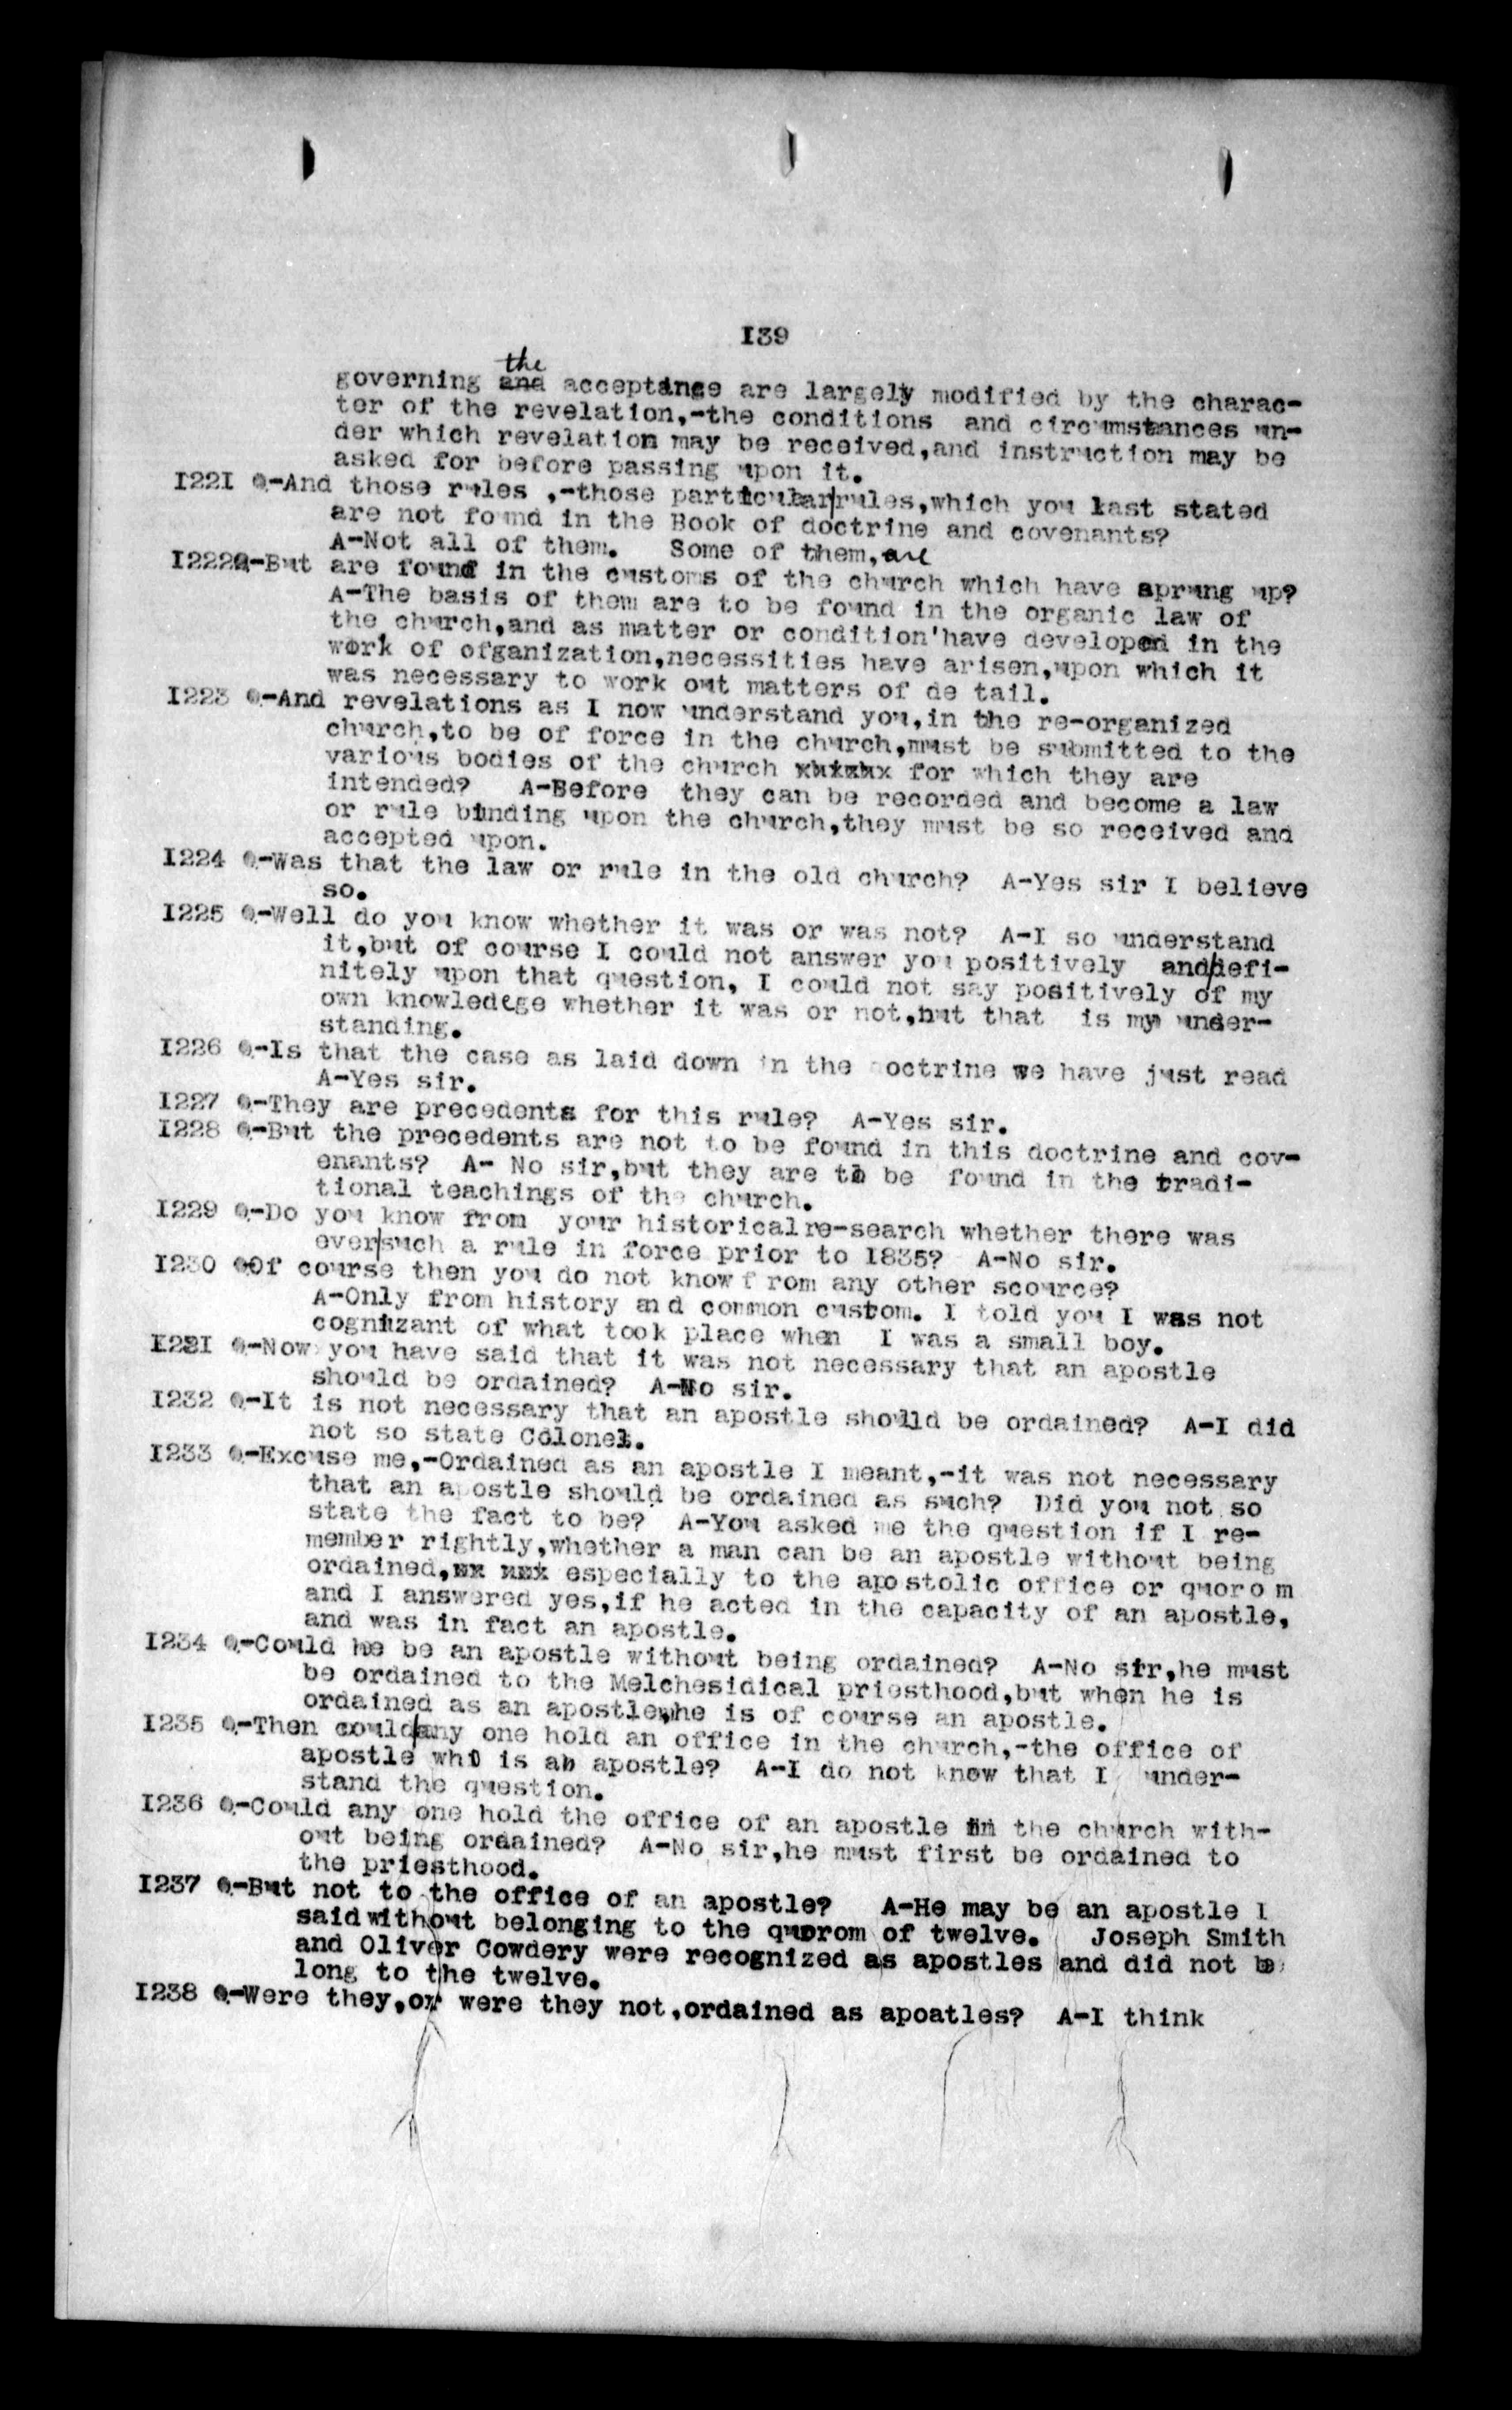 I39
the
governing and acceptance are largely modified by the charac-
ter of the revelation,-the conditions  and circumstances un-
der which revelation may be received,and instruction may be
asked for before passing upon it.
I22I Q-And those rules ,-those particular rules,which you last stated
are not found in the Book of doctrine and covenants?
A-Not all of them.   Some of them, are
I222Q-But are found in the customs of the church which have sprung up?
A-The basis of them are to be found in the organic law of
the church,and as matter or condition'have developed in the
work of ofganization,necessities have arisen,upon which it
was necessary to work out matters of de tail.
I223 Q-And revelations as I now understand you,in the re-organized
church,to be of force in the church,must be submitted to the
various bodies of the church xxxxxx for which they are
intended?   A-Before  they can be recorded and become a law
or rule binding upon the church,they must be so received and
accepted upon.
I224 Q-Was that the law or rule in the old church?  A-Yes sir I believe
so.
I225 Q-Well do you know whether it was or was not?  A-I so understand
it,but of course I could not answer you positively  and defi-
nitely upon that question, I could not say positively of my
own knowledege whether it was or not,but that  is my under-
standing.
I226 Q-Is that the case as laid down in the doctrine we have just read
A-Yes sir.
I227 Q-They are precedents for this rule?  A-Yes sir.
I228 Q-But the precedents are not to be found in this doctrine and cov-
enants?  A- No sir,but they are to be  found in the tradi-
tional teachings of the church.
I229 Q-Do you know from  your historical re-search whether there was
ever such a rule in force prior to I835?  A-No sir.
I230 QOf course then you do not know from any other scource?
A-Only from history and common custom. I told you I was not
cognizant of what took place when  I was a small boy.
I23I Q-Now you have said that it was not necessary that an apostle
should be ordained?  A-No sir.
I232 Q-It is not necessary that an apostle should be ordained?  A-I did
not so state Colonel.
I233 Q-Excuse me,-Ordained as an apostle I meant,-it was not necessary
that an apostle should be ordained as such?  Did you not so
state the fact to be?  A-You asked me the question if I re-
member rightly,whether a man can be an apostle without being
ordained,xx xxx especially to the apostolic office or quorom
and I answered yes,if he acted in the capacity of an apostle,
and was in fact an apostle.
I234 Q-Could he be an apostle without being ordained?  A-No sir,he must
be ordained to the Melchesidical priesthood,but when he is
ordained as an apostle,he is of course an apostle.
I235 Q-Then could any one hold an office in the church,-the office of
apostle who is an apostle?  A-I do not know that I  under-
stand the question.
I236 Q-Could any one hold the office of an apostle in the church with-
out being ordained?  A-No sir,he must first be ordained to
the priesthood.
I237 Q-But not to the office of an apostle?   A-He may be an apostle I
said without belonging to the quorom of twelve.   Joseph Smith
and Oliver Cowdery were recognized as apostles and did not be
long to the twelve.
I238 Q-Were they,or were they not,ordained as apoatles?  A-I think